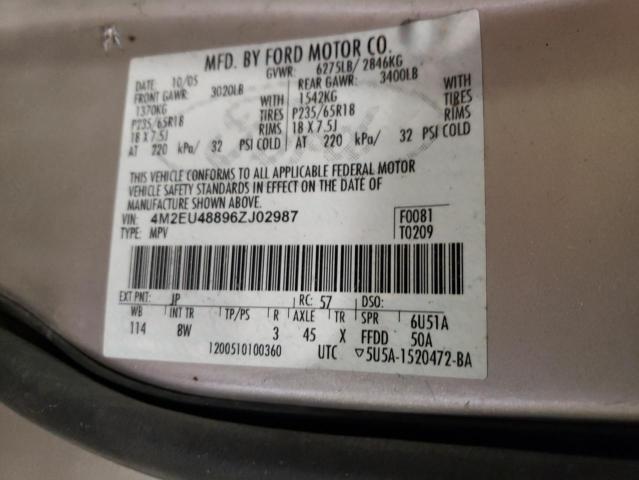 MFD. BY FORD MOTOR CO.
DATE: 10/05 GVWR: 6275LB/ 2846KG
FRONT GAWR: 3020LB REAR GAWR: 3400LB
1370KG WITH 1542KG WITH
P235/65R18 TIRES P235/65R18 TIRES
18 X 7.5J RIMS 18 X 7.5J RIMS
AT 220 kPa/ 32 PSI COLD AT 220 kPa/ 32 PSI COLD
THIS VEHICLE CONFORMS TO ALL APPLICABLE FEDERAL MOTOR
VEHICLE SAFETY STANDARDS IN EFFECT ON THE DATE OF
MANUFACTURE SHOWN ABOVE.
VIN: 4M2EU48896ZJ02987 F0081
TYPE: MPV T0209
EXT PNT: JP RC: 57 DSO:
WB INT TR TP/PS R AXLE TR SPR 6U51A
114 8W 3 45 X FFDD 50A
120051010036O UTC ▽5U5A-1520472-BA